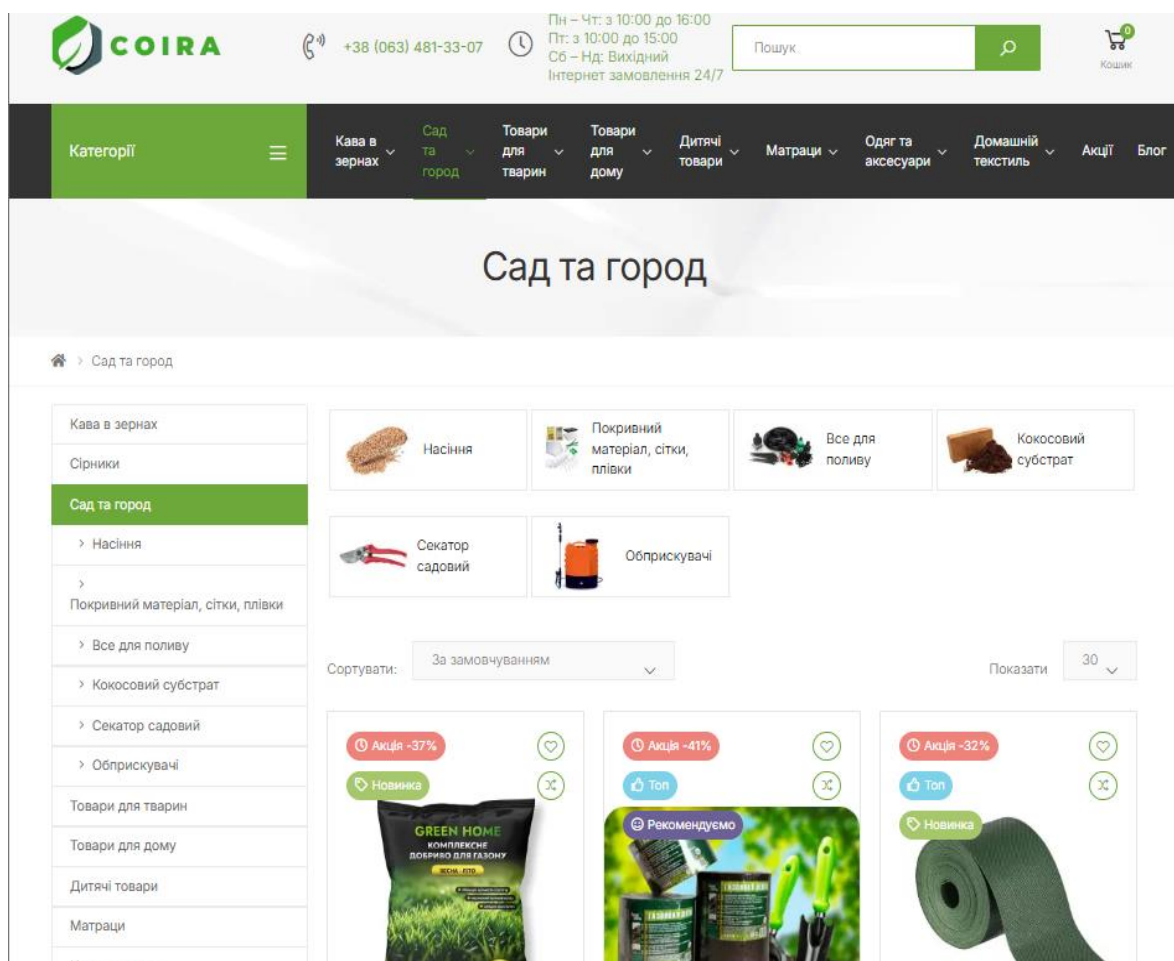 COIRA
+38 (063) 481-33-07
Пн – Чт: з 10:00 до 16:00
Пт: з 10:00 до 15:00
Сб – Нд: Вихідний
Інтернет замовлення 24/7
Пошук
0
Кошик
Категорії
Кава в
зернах
Сад
та
город
Товари
для
тварин
Товари
для
дому
Дитячі
товари
Матраци
Одяг та
аксесуари
Домашній
текстиль
Акції
Блог
Сад та город
Сад та город
Кава в зернах
Сірники
Сад та город
Насіння
Покривний матеріал, сітки, плівки
Все для поливу
Кокосовий субстрат
Секатор садовий
Обприскувачі
Товари для тварин
Товари для дому
Дитячі товари
Матраци
Насіння
Покривний
матеріал, сітки,
плівки
Все для
поливу
Кокосовий
субстрат
Секатор
садовий
Обприскувачі
Сортувати:
За замовчуванням
Показати
30
Акція -37%
Новинка
GREEN HOME
КОМПЛЕКСНЕ
ДОБРИВО ДЛЯ ГАЗОНУ
ВЕСНА - ЛІТО
Акція -41%
Топ
Рекомендуємо
Акція -32%
Топ
Новинка